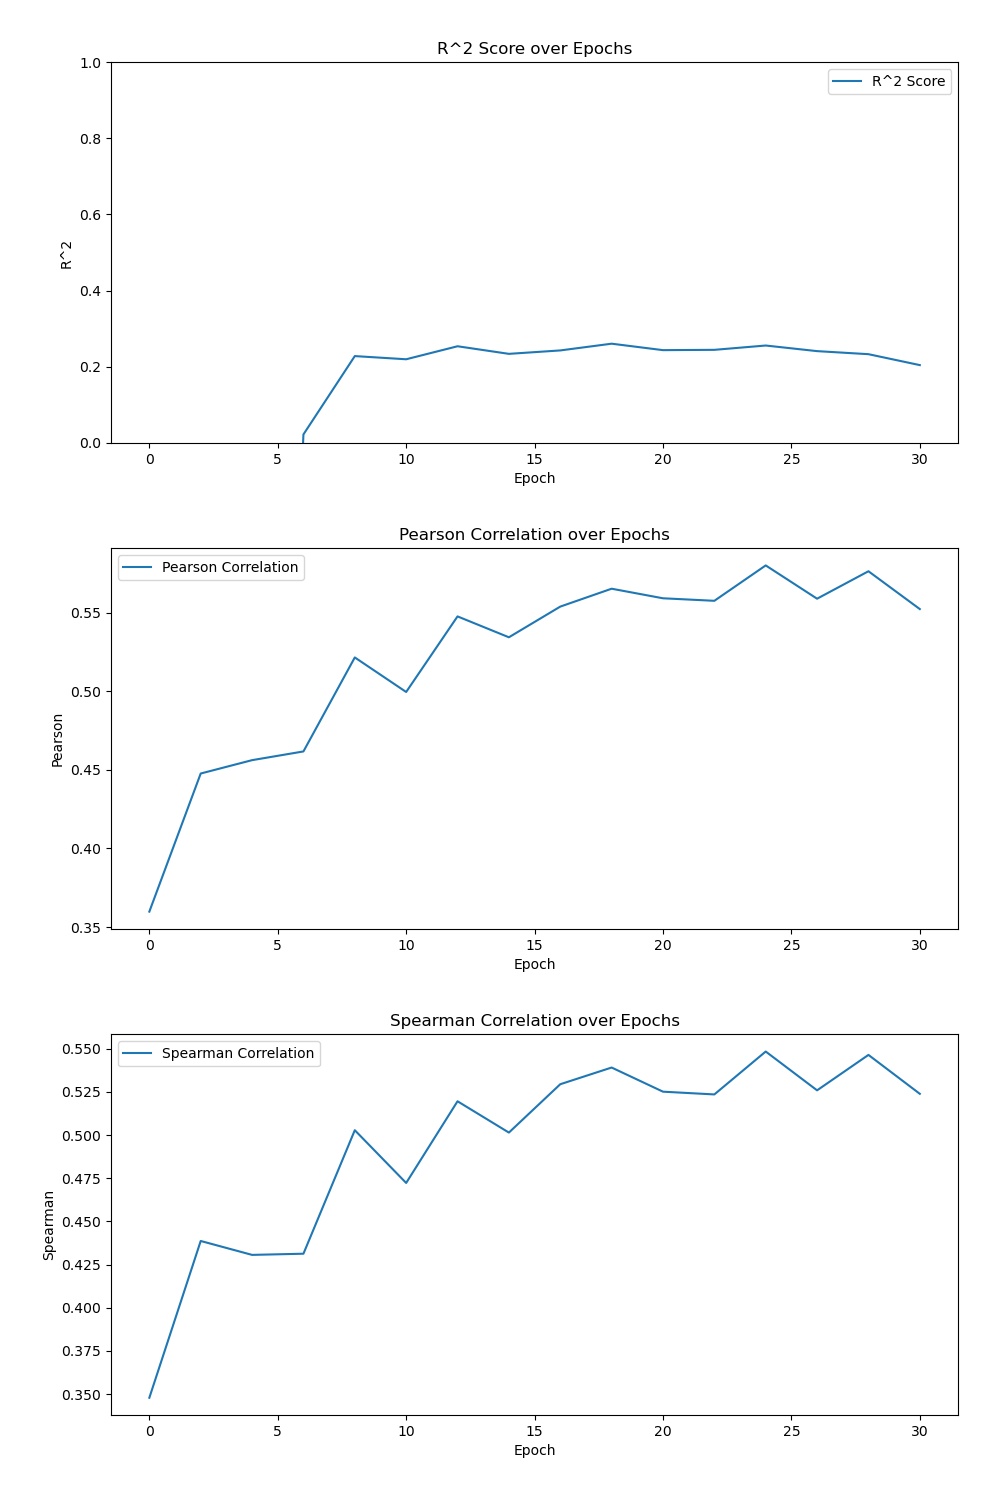 R^2 Score over Epochs
1.0
R^2 Score
0.8
0.6
R^2
0.4
0.2
0.0
0 5 10 15 20 25 30
Epoch
Pearson Correlation over Epochs
Pearson Correlation
0.55
0.50
Pearson
0.45
0.40
0.35
0 5 10 15 20 25 30
Epoch
Spearman Correlation over Epochs
0.550
Spearman Correlation
0.525
0.500
0.475
0.450
Spearman
0.425
0.400
0.375
0.350
0 5 10 15 20 25 30
Epoch